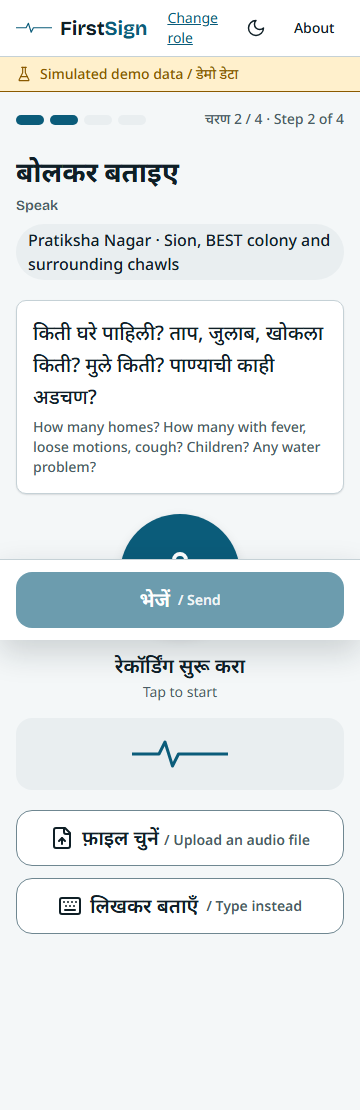 FirstSign
Change
role
About
Simulated demo data / डेमो डेटा
चरण 2 / 4 · Step 2 of 4
बोलकर बताइए
Speak
Pratiksha Nagar · Sion, BEST colony and
surrounding chawls
किती घरे पाहिली? ताप, जुलाब, खोकला
किती? मुले किती? पाण्याची काही
अडचण?
How many homes? How many with fever,
loose motions, cough? Children? Any water
problem?
भेजें / Send
रेकॉर्डिंग सुरू करा
Tap to start
फ़ाइल चुनें / Upload an audio file
लिखकर बताएँ / Type instead